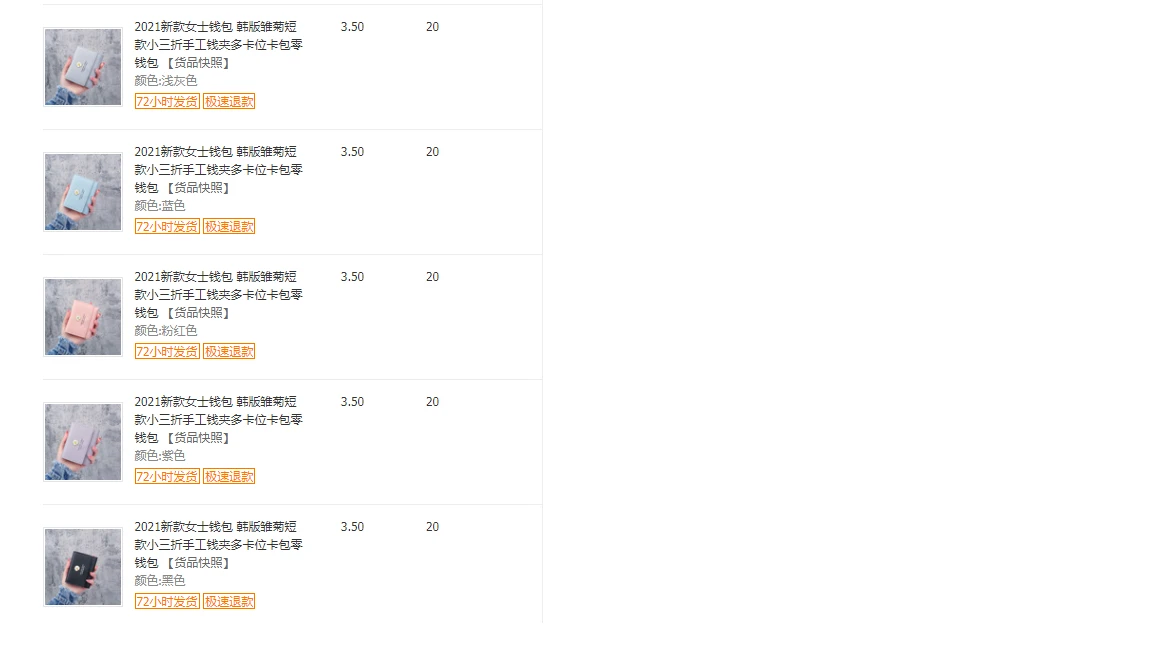 2021新款女士钱包 韩版雏菊短 3.50 20
款小三折手工钱夹多卡位卡包零
钱包 【货品快照】
颜色:浅灰色
72小时发货 极速退款
2021新款女士钱包 韩版雏菊短 3.50 20
款小三折手工钱夹多卡位卡包零
钱包 【货品快照】
颜色:蓝色
72小时发货 极速退款
2021新款女士钱包 韩版雏菊短 3.50 20
款小三折手工钱夹多卡位卡包零
钱包 【货品快照】
颜色:粉红色
72小时发货 极速退款
2021新款女士钱包 韩版雏菊短 3.50 20
款小三折手工钱夹多卡位卡包零
钱包 【货品快照】
颜色:紫色
72小时发货 极速退款
2021新款女士钱包 韩版雏菊短 3.50 20
款小三折手工钱夹多卡位卡包零
钱包 【货品快照】
颜色:黑色
72小时发货 极速退款